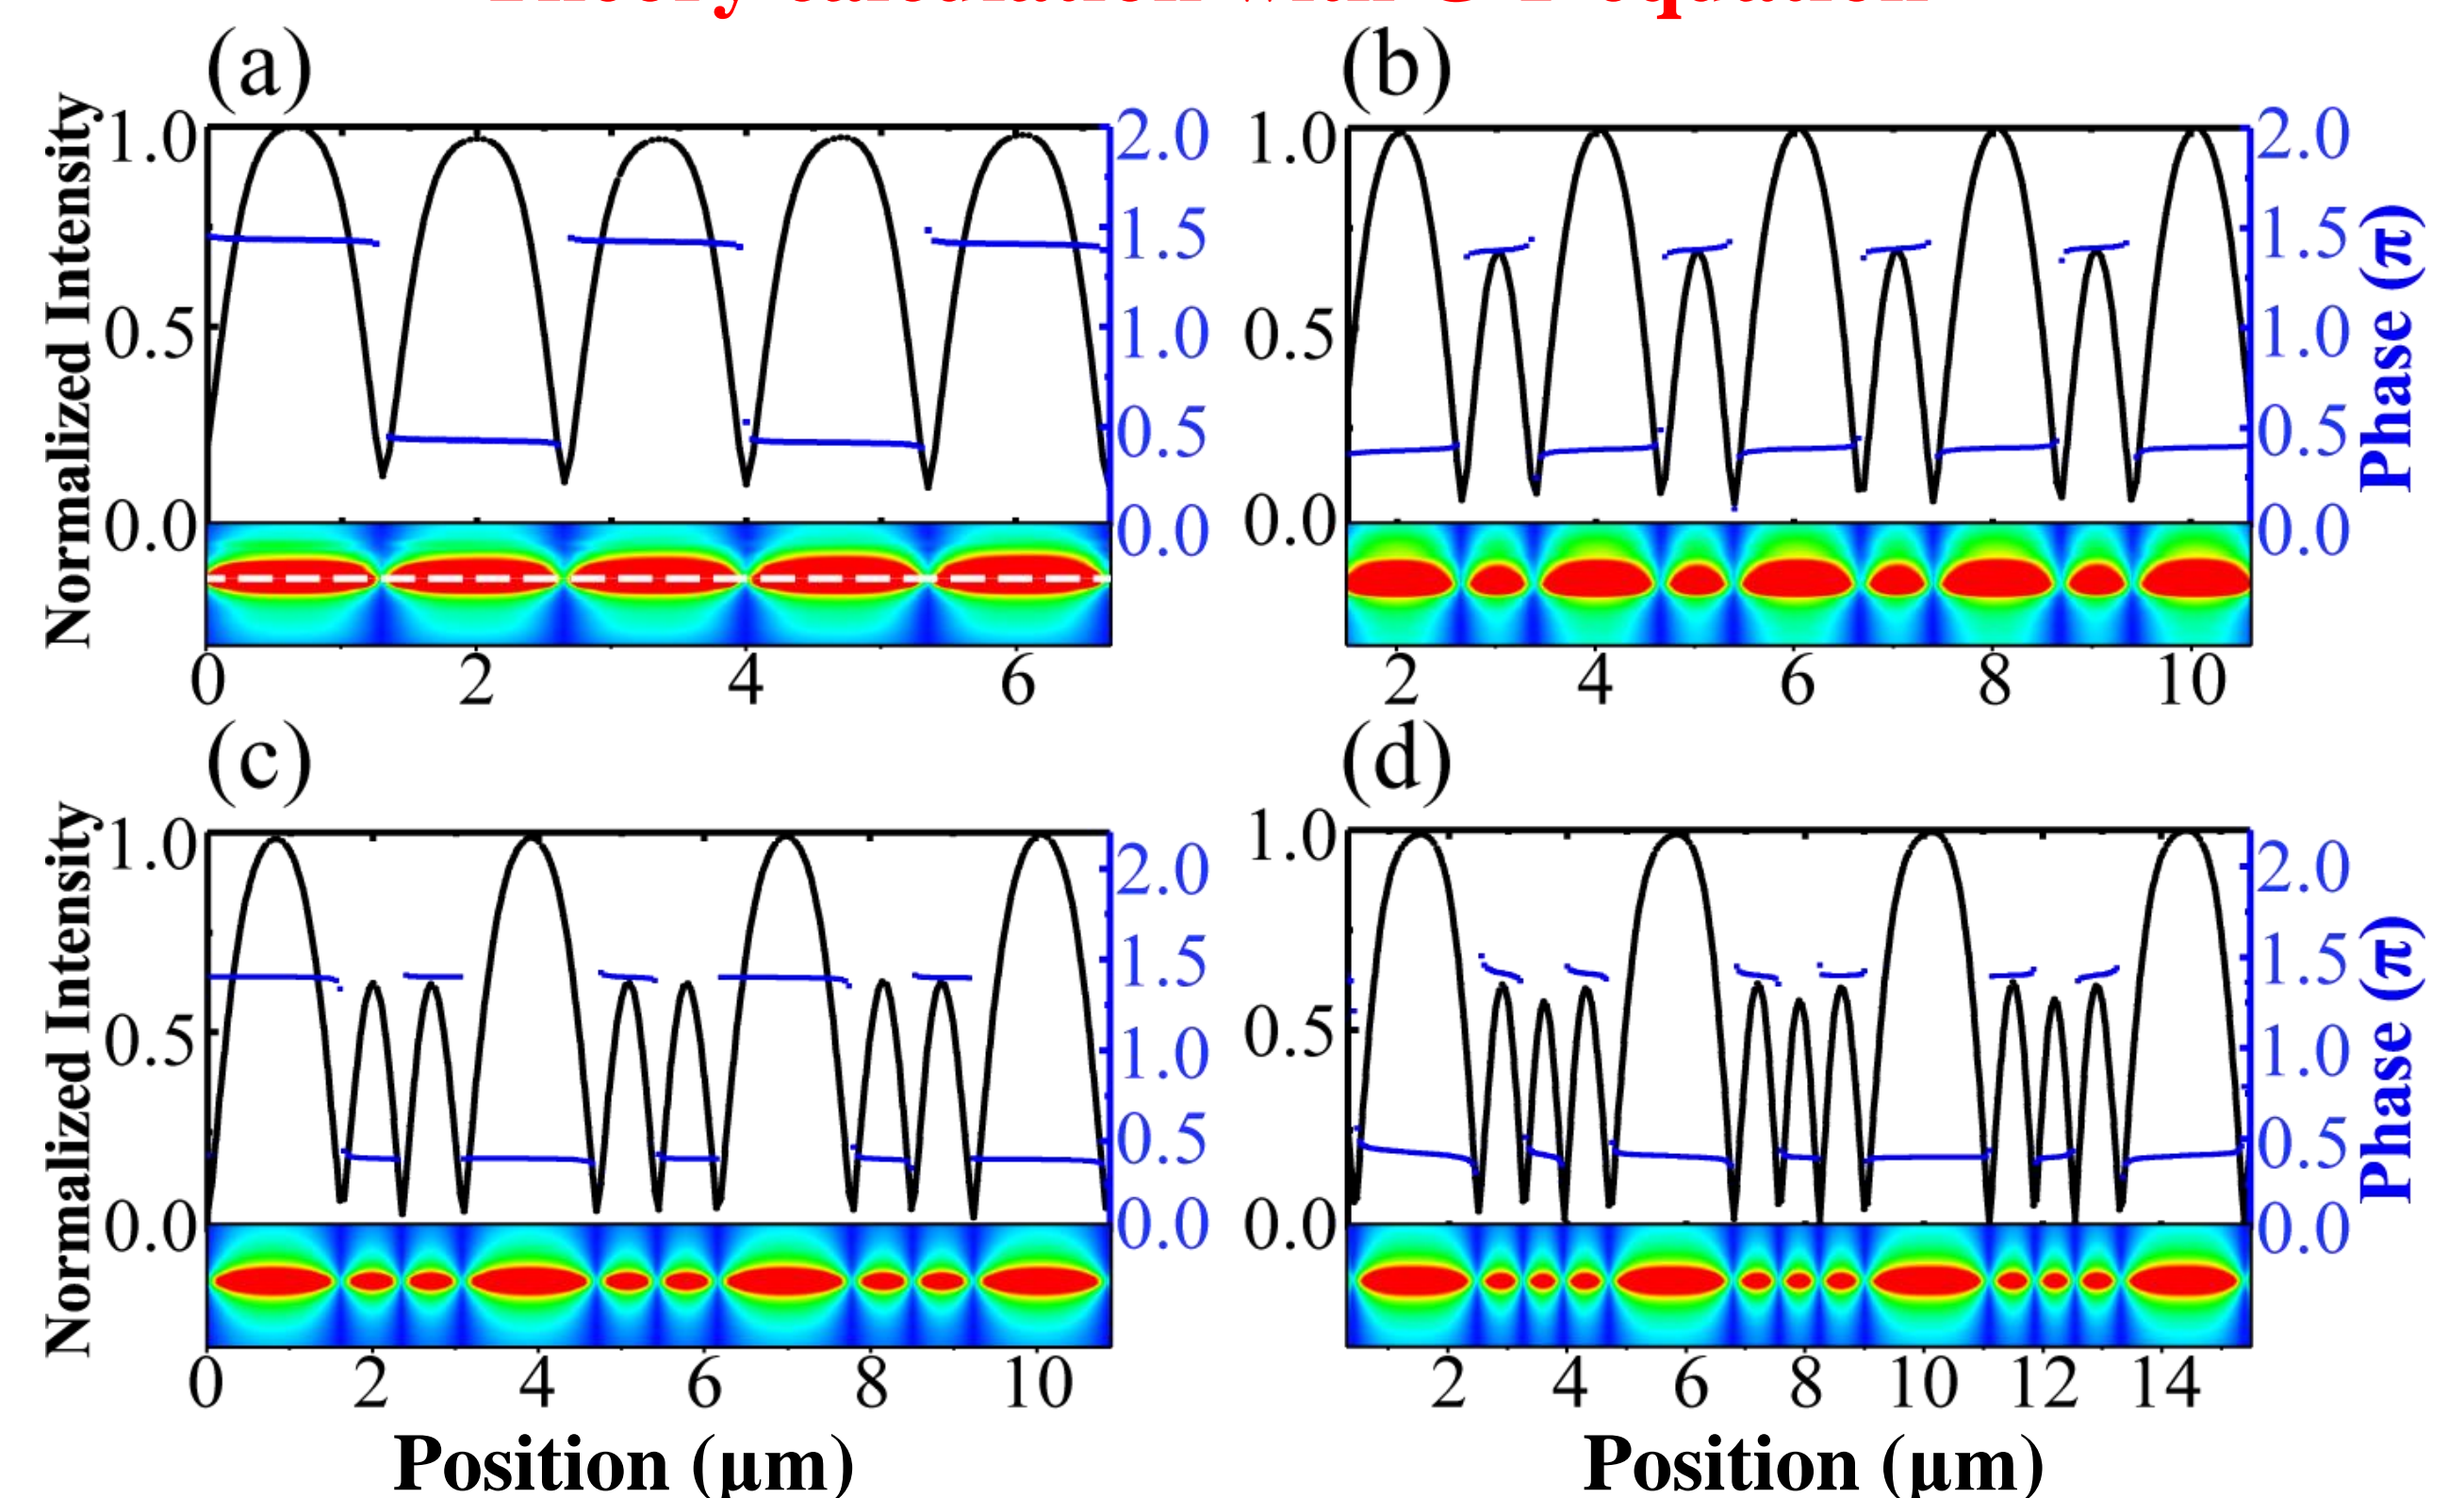 Theory calculation with G-P equation
(a)
(b)
Normalized Intensity
1.0
0.5
0.0
2.0
1.5
1.0
0.5
0.0
0 2 4 6
1.0
0.5
0.0
2.0
1.5
1.0
0.5
0.0
Phase (π)
2 4 6 8 10
(c)
(d)
Normalized Intensity
1.0
0.5
0.0
2.0
1.5
1.0
0.5
0.0
0 2 4 6 8 10
Position (μm)
1.0
0.5
0.0
2.0
1.5
1.0
0.5
0.0
Phase (π)
2 4 6 8 10 12 14
Position (μm)